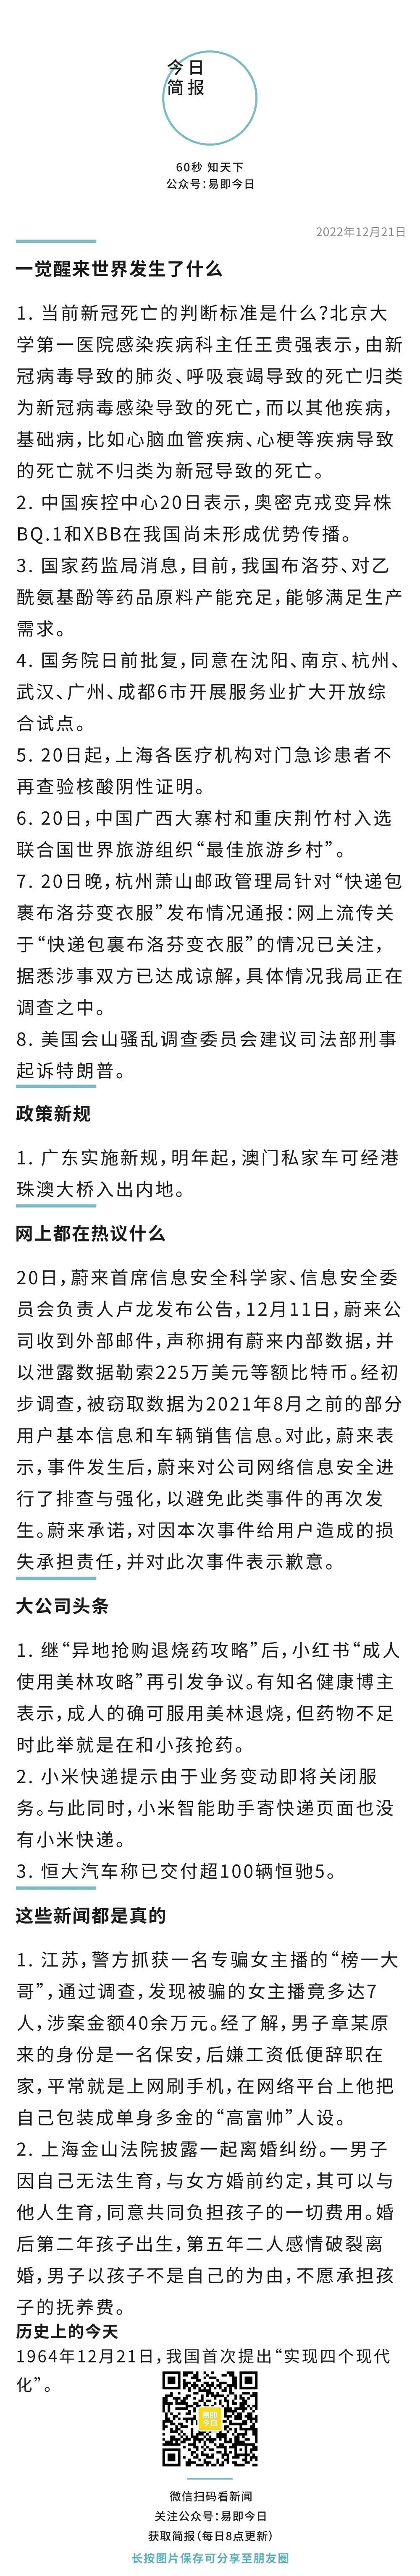 今日
简报
60秒 知天下
公众号：易即今日
2022年12月21日
一觉醒来世界发生了什么
1. 当前新冠死亡的判断标准是什么？北京大
学第一医院感染疾病科主任王贵强表示，由新
冠病毒导致的肺炎、呼吸衰竭导致的死亡归类
为新冠病毒感染导致的死亡，而以其他疾病，
基础病，比如心脑血管疾病、心梗等疾病导致
的死亡就不归类为新冠导致的死亡。
2. 中国疾控中心20日表示，奥密克戎变异株
BQ.1和XBB在我国尚未形成优势传播。
3. 国家药监局消息，目前，我国布洛芬、对乙
酰氨基酚等药品原料产能充足，能够满足生产
需求。
4. 国务院日前批复，同意在沈阳、南京、杭州、
武汉、广州、成都6市开展服务业扩大开放综
合试点。
5. 20日起，上海各医疗机构对门急诊患者不
再查验核酸阴性证明。
6. 20日，中国广西大寨村和重庆荆竹村入选
联合国世界旅游组织“最佳旅游乡村”。
7. 20日晚，杭州萧山邮政管理局针对“快递包
裹布洛芬变衣服”发布情况通报：网上流传关
于“快递包裹布洛芬变衣服”的情况已关注，
据悉涉事双方已达成谅解，具体情况我局正在
调查之中。
8. 美国会山骚乱调查委员会建议司法部刑事
起诉特朗普。
政策新规
1. 广东实施新规，明年起，澳门私家车可经港
珠澳大桥入出内地。
网上都在热议什么
20日，蔚来首席信息安全科学家、信息安全委
员会负责人卢龙发布公告，12月11日，蔚来公
司收到外部邮件，声称拥有蔚来内部数据，并
以泄露数据勒索225万美元等额比特币。经初
步调查，被窃取数据为2021年8月之前的部分
用户基本信息和车辆销售信息。对此，蔚来表
示，事件发生后，蔚来对公司网络信息安全进
行了排查与强化，以避免此类事件的再次发
生。蔚来承诺，对因本次事件给用户造成的损
失承担责任，并对此次事件表示歉意。
大公司头条
1. 继“异地抢购退烧药攻略”后，小红书“成人
使用美林攻略”再引发争议。有知名健康博主
表示，成人的确可服用美林退烧，但药物不足
时此举就是在和小孩抢药。
2. 小米快递提示由于业务变动即将关闭服
务。与此同时，小米智能助手寄快递页面也没
有小米快递。
3. 恒大汽车称已交付超100辆恒驰5。
这些新闻都是真的
1. 江苏，警方抓获一名专骗女主播的“榜一大
哥”，通过调查，发现被骗的女主播竟多达7
人，涉案金额40余万元。经了解，男子章某原
来的身份是一名保安，后嫌工资低便辞职在
家，平常就是上网刷手机，在网络平台上他把
自己包装成单身多金的“高富帅”人设。
2. 上海金山法院披露一起离婚纠纷。一男子
因自己无法生育，与女方婚前约定，其可以与
他人生育，同意共同负担孩子的一切费用。婚
后第二年孩子出生，第五年二人感情破裂离
婚，男子以孩子不是自己的为由，不愿承担孩
子的抚养费。
历史上的今天
1964年12月21日，我国首次提出“实现四个现代
化”。
易即
今日
微信扫码看新闻
关注公众号：易即今日
获取简报（每日8点更新）
长按图片保存可分享至朋友圈